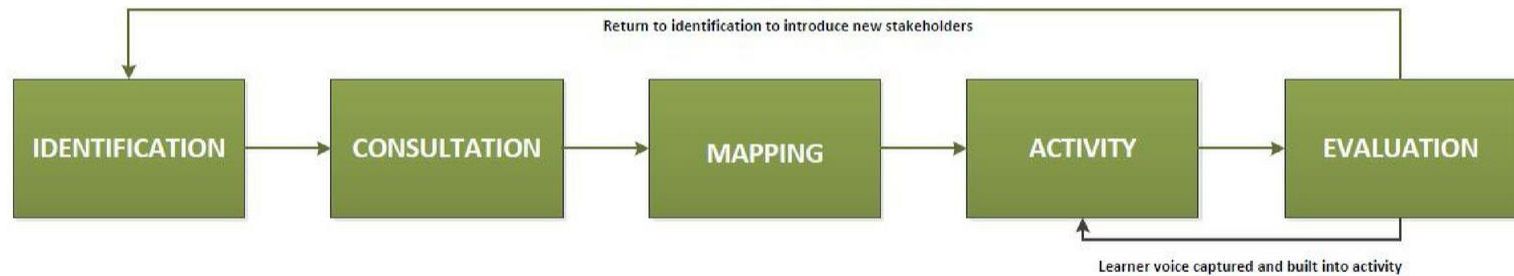 Return to identification to introduce new stakeholders
IDENTIFICATION
CONSULTATION
MAPPING
ACTIVITY
EVALUATION
Learner voice captured and built into activity